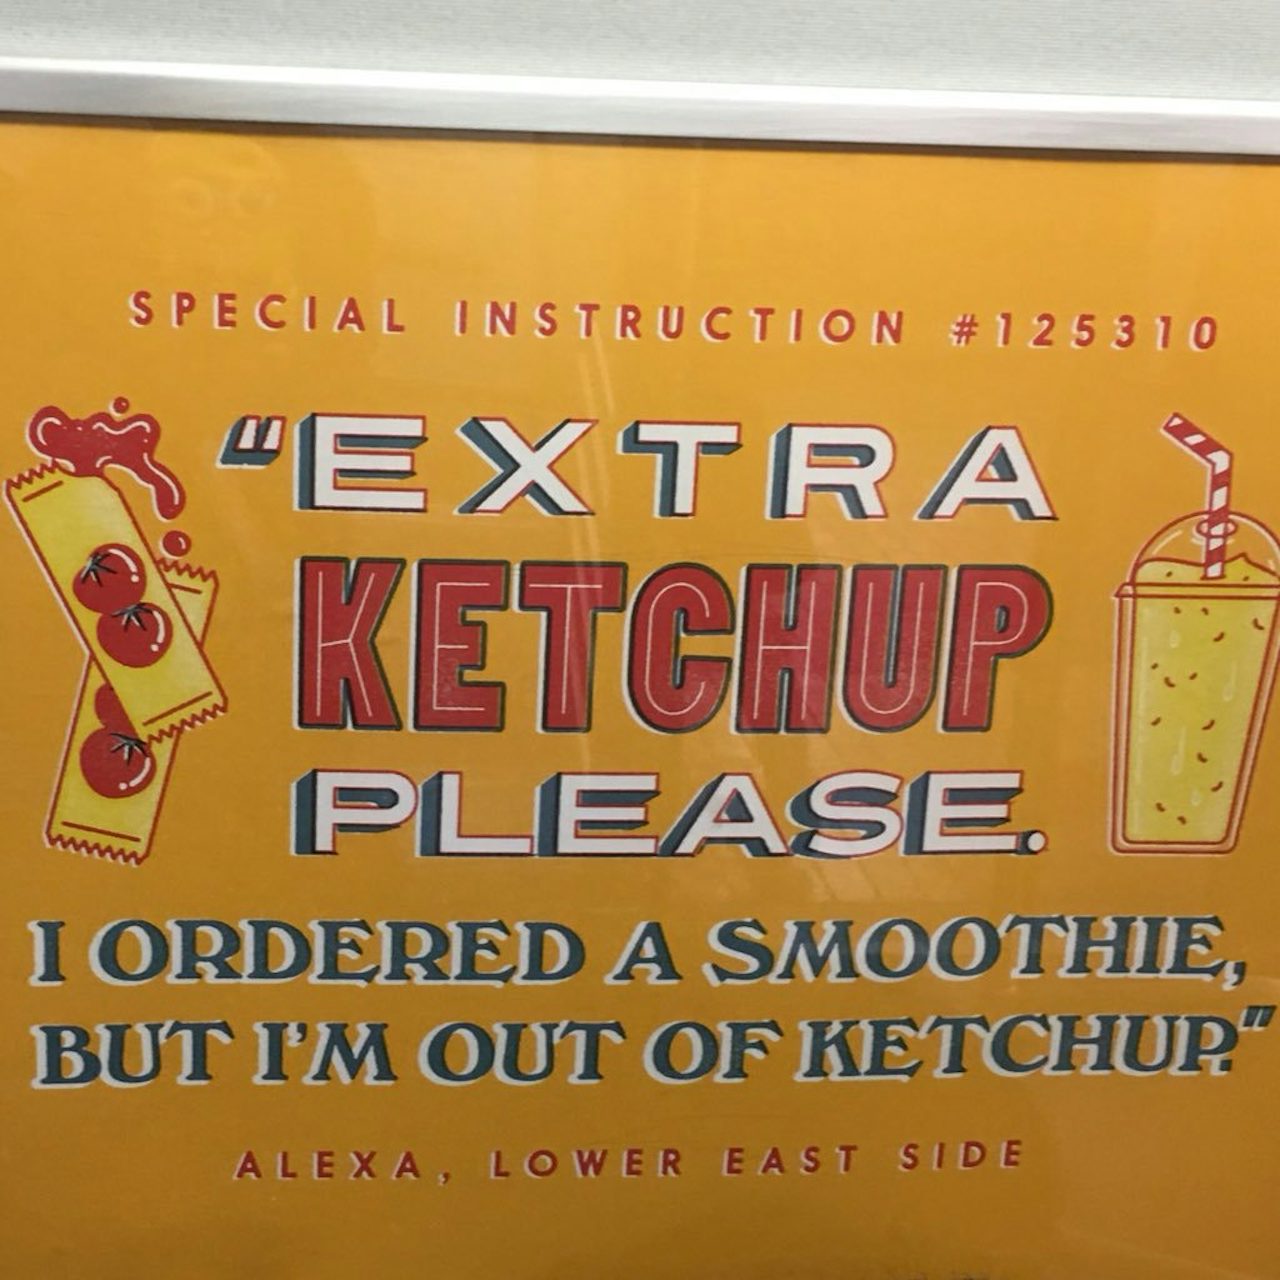 SPECIAL INSTRUCTION #125310
"EXTRA
KETCHUP
PLEASE.
I ORDERED A SMOOTHIE,
BUT I'M OUT OF KETCHUP."
ALEXA, LOWER EAST SIDE